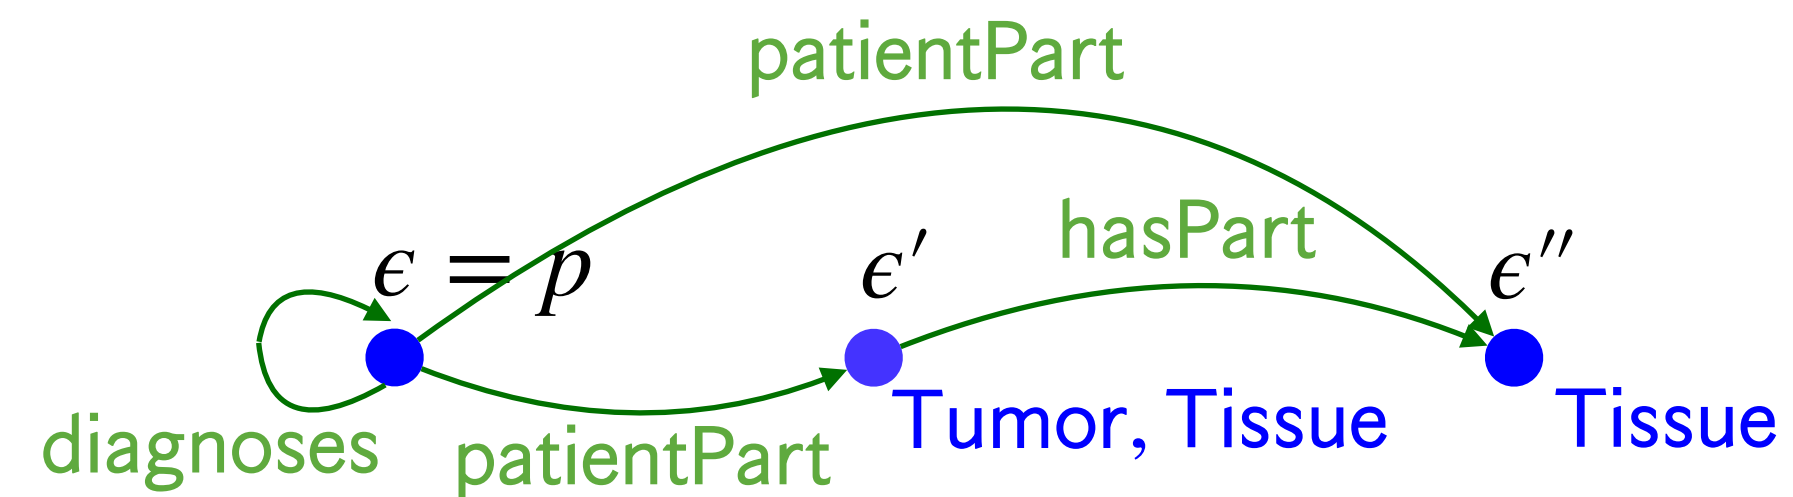 patientPart
hasPart
ϵ = p
ϵ′
ϵ″
Tumor, Tissue
Tissue
diagnoses
patientPart